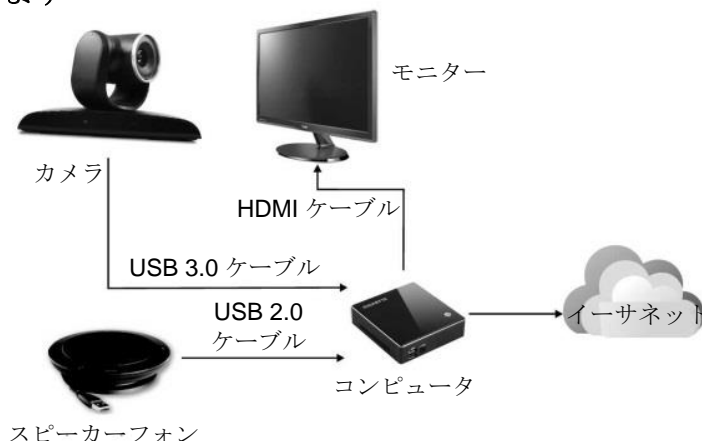 ます
モニター
カメラ
HDMI ケーブル
USB 3.0 ケーブル
USB 2.0
ケーブル
イーサネット
コンピュータ
スピーカーフォン